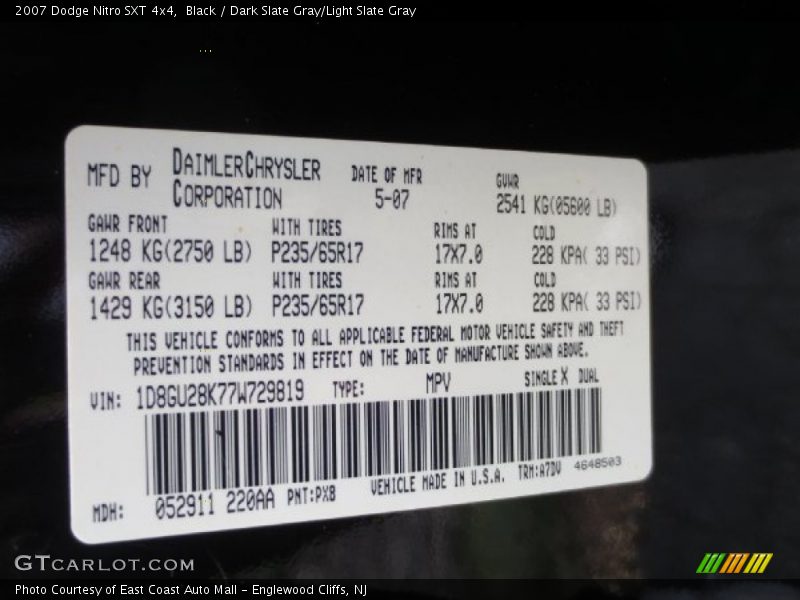 2007 Dodge Nitro SXT 4x4,  Black / Dark Slate Gray/Light Slate Gray
MFD BY DAIMLERCHRYSLER CORPORATION DATE OF MFR 5-07 GVWR 2541 KG(05600 LB)
GAWR FRONT WITH TIRES RIMS AT COLD
1248 KG(2750 LB) P235/65R17 17X7.0 228 KPA( 33 PSI)
GAWR REAR WITH TIRES RIMS AT COLD
1429 KG(3150 LB) P235/65R17 17X7.0 228 KPA( 33 PSI)
THIS VEHICLE CONFORMS TO ALL APPLICABLE FEDERAL MOTOR VEHICLE SAFETY AND THEFT
PREVENTION STANDARDS IN EFFECT ON THE DATE OF MANUFACTURE SHOWN ABOVE.
VIN: 1D8GU28K77W729819 TYPE: MPV SINGLE X DUAL
MDH: 052911 220AA PNT:PX8 VEHICLE MADE IN U.S.A. TRM:A7DV 4648503
GTCARLOT.COM
Photo Courtesy of East Coast Auto Mall - Englewood Cliffs, NJ